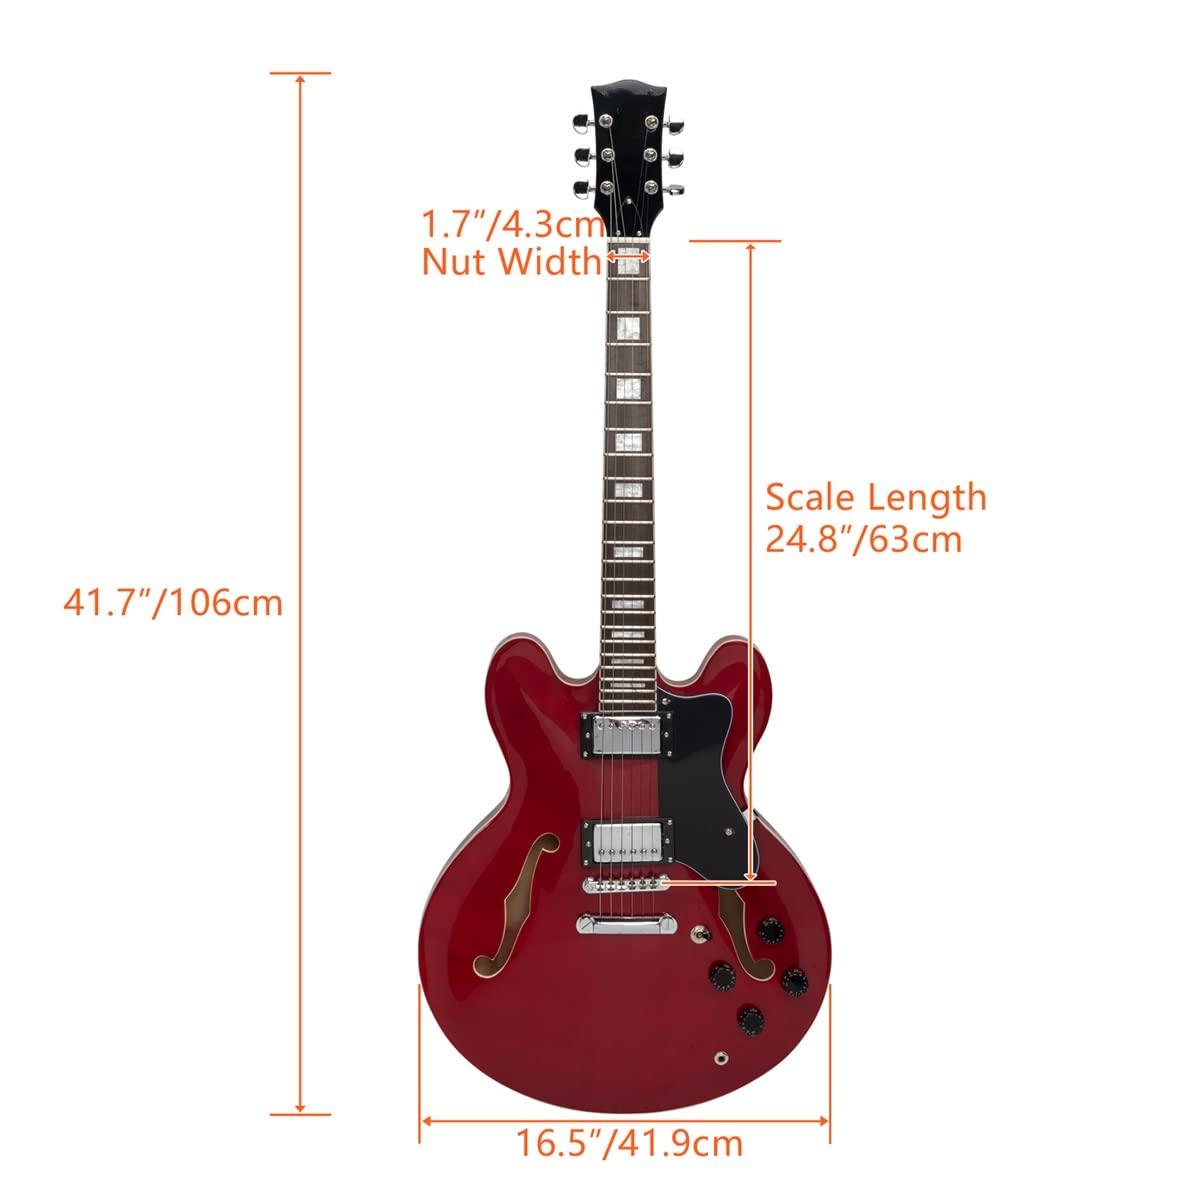 1.7"/4.3cm
Nut Width
Scale Length
24.8"/63cm
41.7"/106cm
16.5"/41.9cm